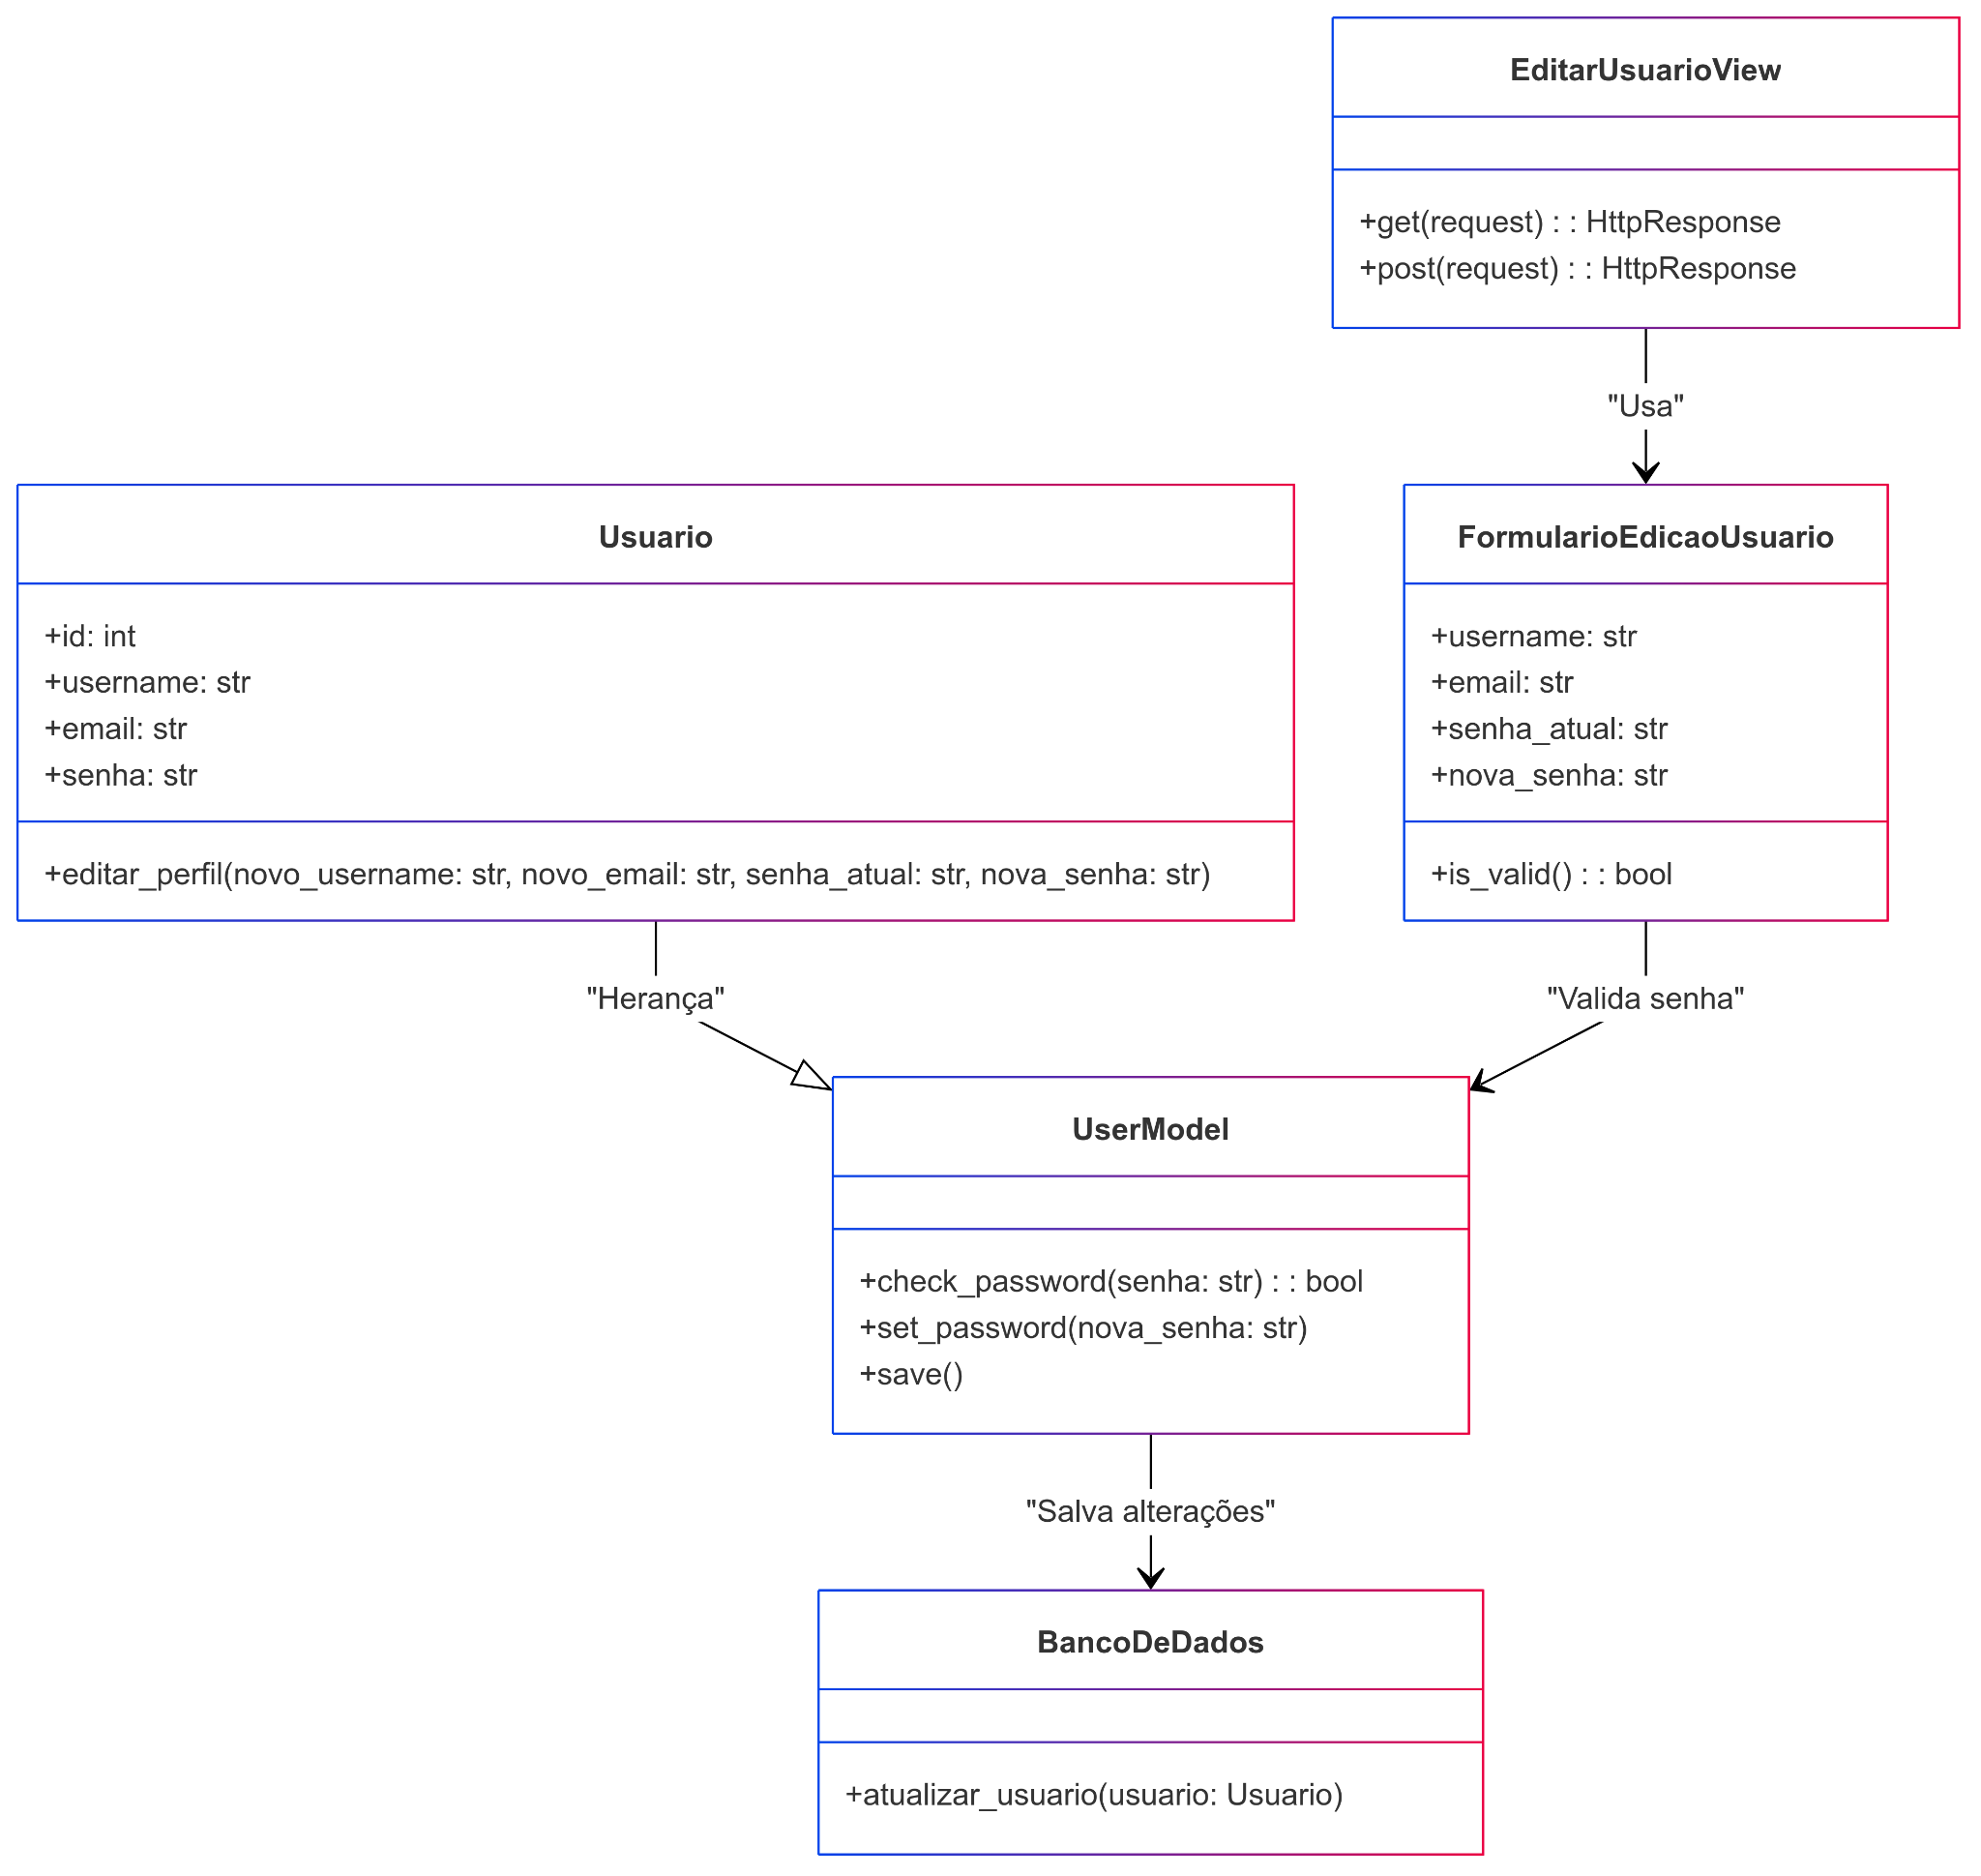 EditarUsuarioView
+get(request) : : HttpResponse
+post(request) : : HttpResponse
"Usa"
Usuario
+id: int
+username: str
+email: str
+senha: str
+editar_perfil(novo_username: str, novo_email: str, senha_atual: str, nova_senha: str)
FormularioEdicaoUsuario
+username: str
+email: str
+senha_atual: str
+nova_senha: str
+is_valid() : : bool
"Herança"
"Valida senha"
UserModel
+check_password(senha: str) : : bool
+set_password(nova_senha: str)
+save()
"Salva alterações"
BancoDeDados
+atualizar_usuario(usuario: Usuario)